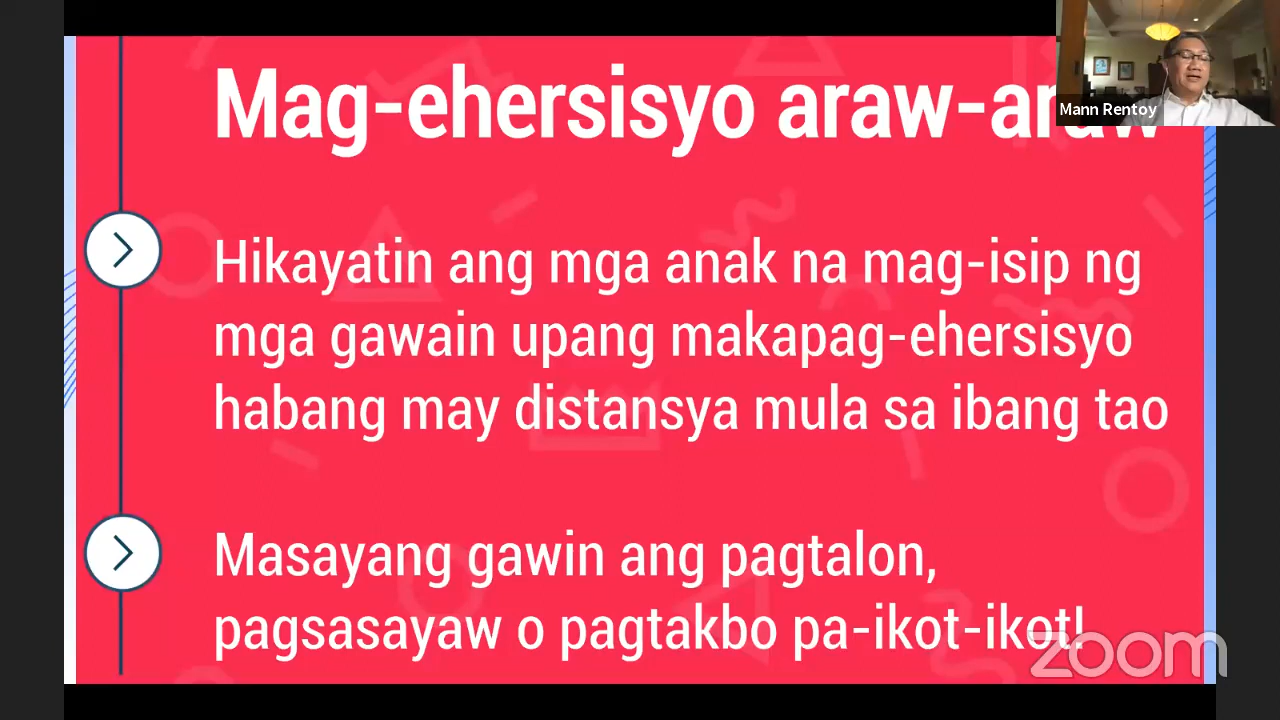 Mag-ehersisyo araw-araw
Mann Rentoy
Hikayatin ang mga anak na mag-isip ng
mga gawain upang makapag-ehersisyo
habang may distansya mula sa ibang tao
Masayang gawin ang pagtalon,
pagsasayaw o pagtakbo pa-ikot-ikot!
zoom